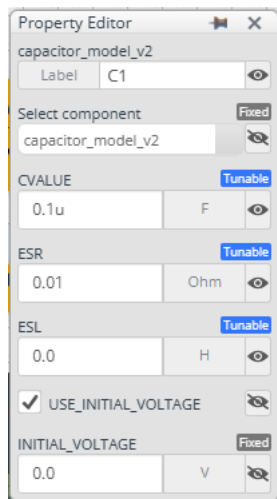 Property Editor
capacitor_model_v2
Label C1
Select component Fixed
capacitor_model_v2
CVALUE Tunable
0.1u F
ESR Tunable
0.01 Ohm
ESL Tunable
0.0 H
USE_INITIAL_VOLTAGE
INITIAL_VOLTAGE Fixed
0.0 V